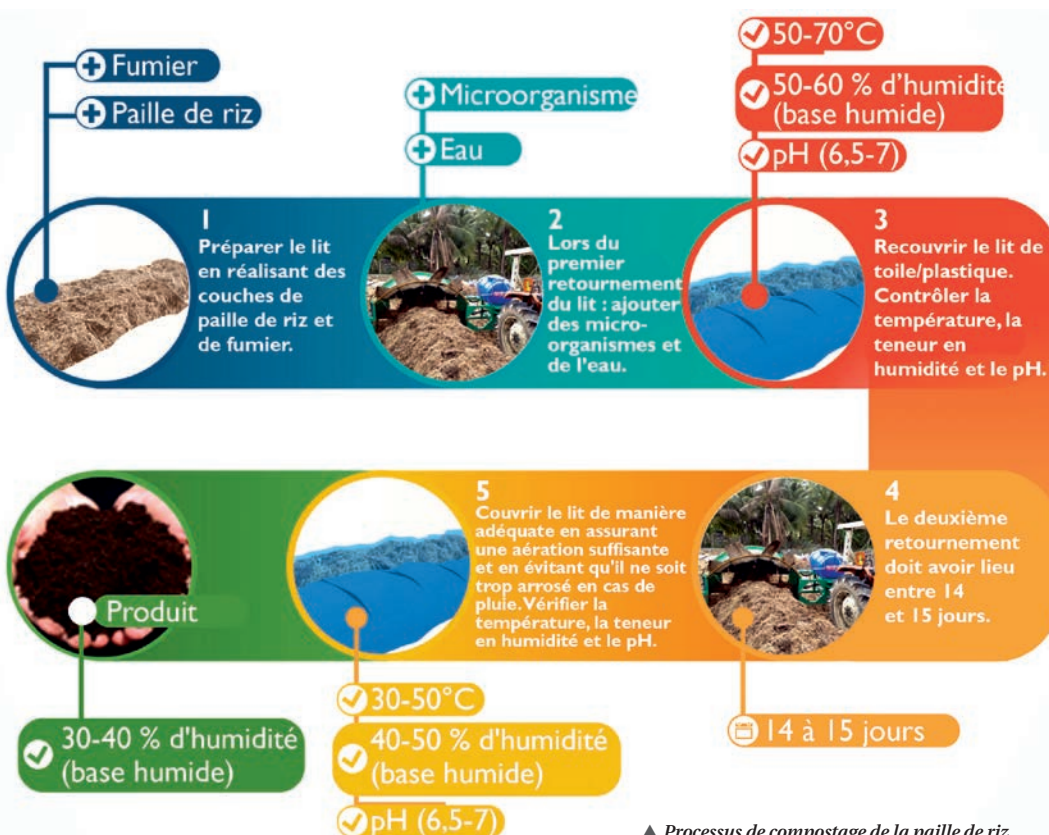 Fumier
Paille de riz
1
Préparer le lit
en réalisant des
couches de
paille de riz et
de fumier.
Microorganisme
Eau
2
Lors du
premier
retournement
du lit : ajouter
des micro-
organismes et
de l'eau.
50-70°C
50-60 % d'humidité
(base humide)
pH (6,5-7)
3
Recouvrir le lit de
toile/plastique.
Contrôler la
température, la
teneur en
humidité et le pH.
4
Le deuxième
retournement
doit avoir lieu
entre 14
et 15 jours.
14 à 15 jours
5
Couvrir le lit de manière
adéquate en assurant
une aération suffisante
et en évitant qu'il ne soit
trop arrosé en cas de
pluie. Vérifier la
température, la teneur
en humidité et le pH.
30-50°C
40-50 % d'humidité
(base humide)
pH (6,5-7)
Produit
30-40 % d'humidité
(base humide)
▲ Processus de compostage de la paille de riz